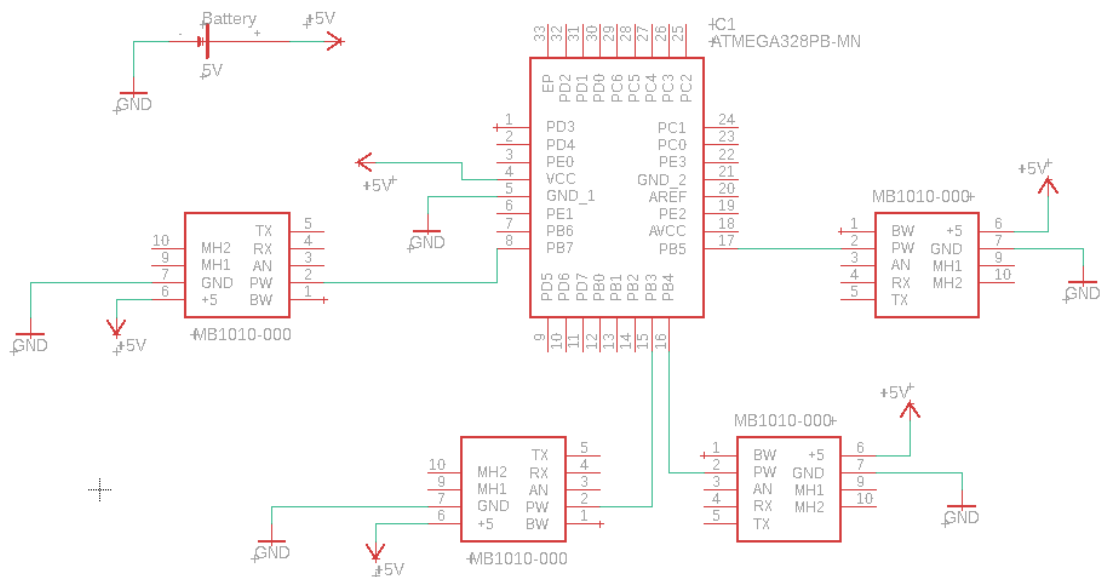 Battery
+5V
-
+
5V
GND
C1
ATMEGA328PB-MN
33 32 31 30 29 28 27 26 25
EP PD2 PD1 PD0 PC6 PC5 PC4 PC3 PC2
1 PD3
2 PD4
3 PE0
4 VCC
5 GND_1
6 PE1
7 PB6
8 PB7
PC1 24
PC0 23
PE3 22
GND_2 21
AREF 20
PE2 19
AVCC 18
PB5 17
PD5 PD6 PD7 PB0 PB1 PB2 PB3 PB4
9 10 11 12 13 14 15 16
+5V
GND
TX 5
10 MH2 RX 4
9 MH1 AN 3
7 GND PW 2
6 +5 BW 1
MB1010-000
GND
+5V
MB1010-000
1 BW +5 6
2 PW GND 7
3 AN MH1 9
4 RX MH2 10
5 TX
+5V
GND
TX 5
10 MH2 RX 4
9 MH1 AN 3
7 GND PW 2
6 +5 BW 1
MB1010-000
GND
+5V
MB1010-000
1 BW +5 6
2 PW GND 7
3 AN MH1 9
4 RX MH2 10
5 TX
+5V
GND